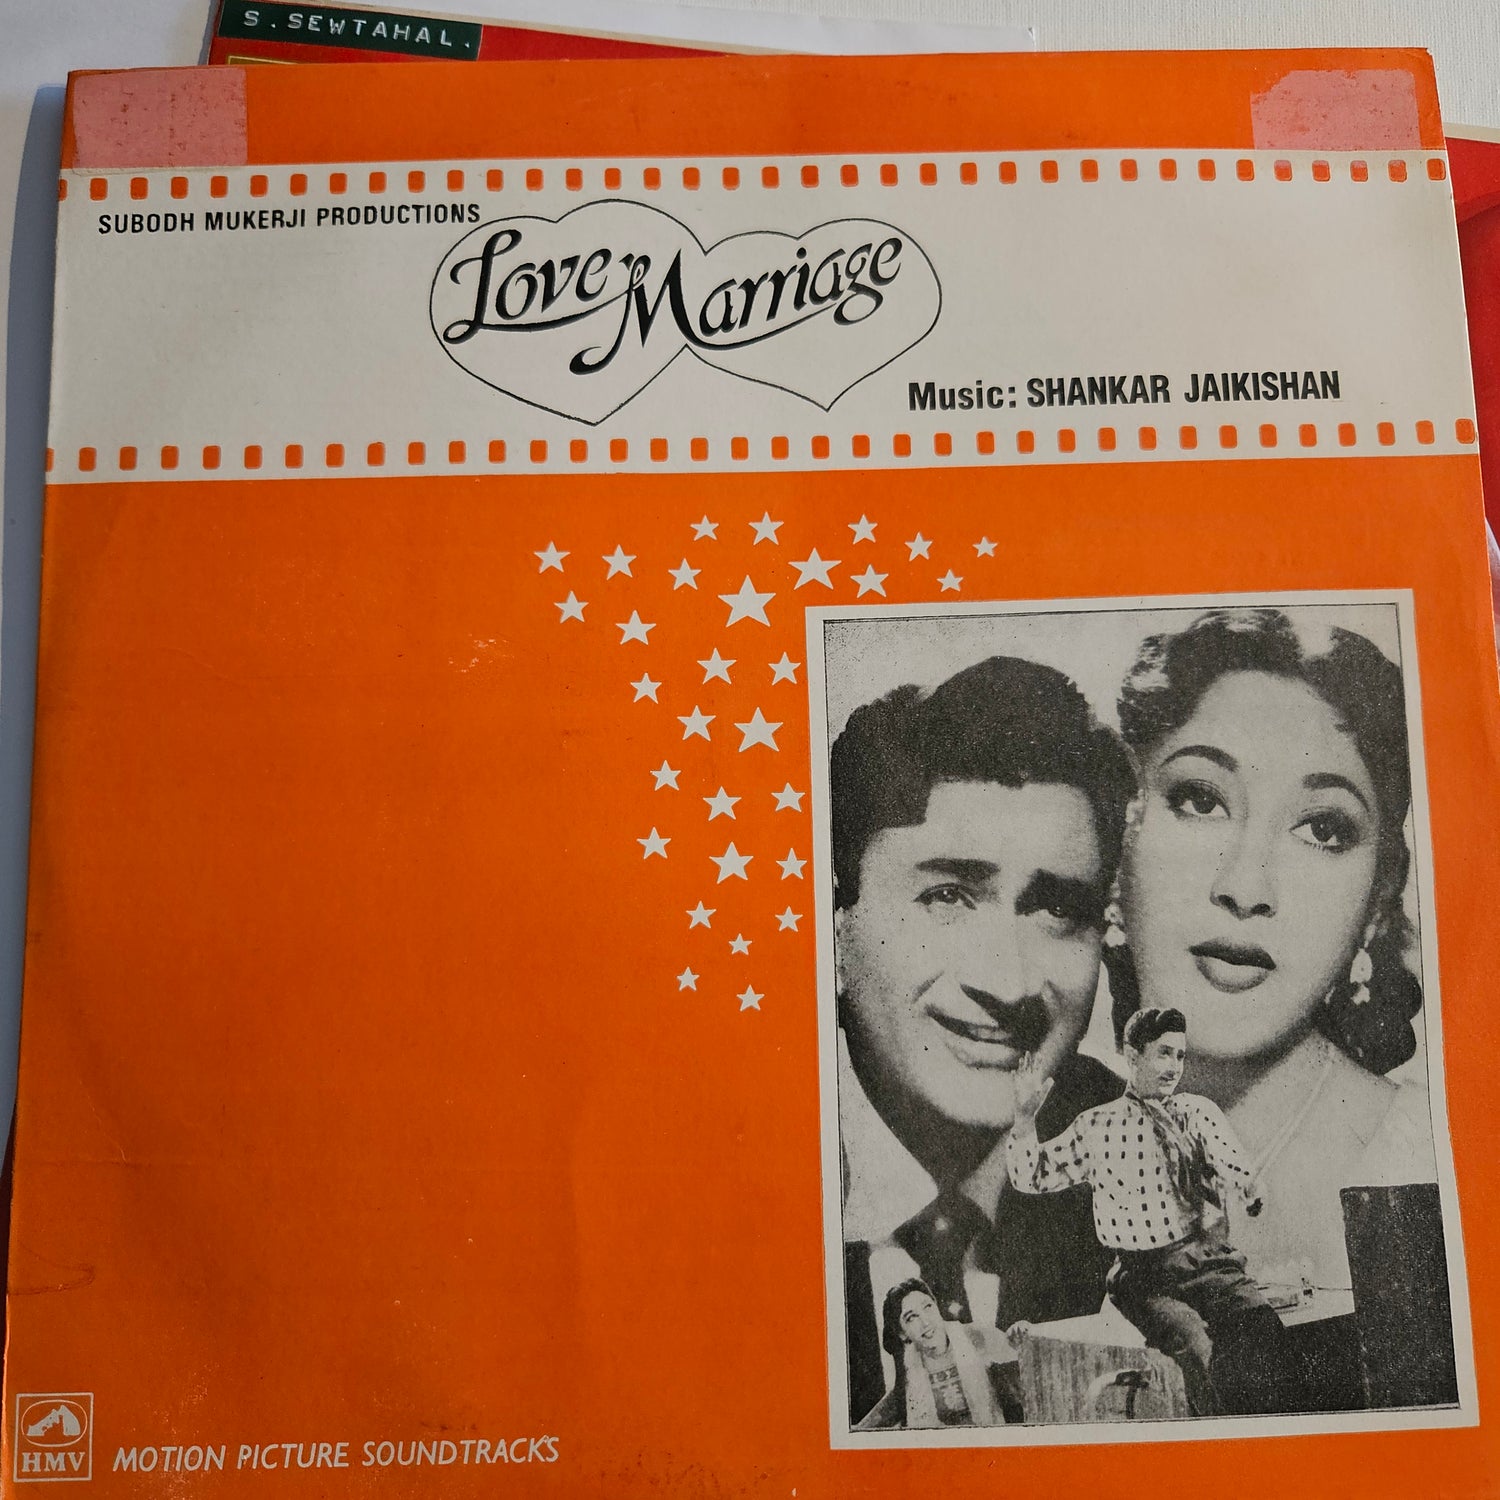 S. SEWTAHAL.
SUBODH MUKERJI PRODUCTIONS
Love Marriage
Music: SHANKAR JAIKISHAN
HMV
MOTION PICTURE SOUNDTRACKS